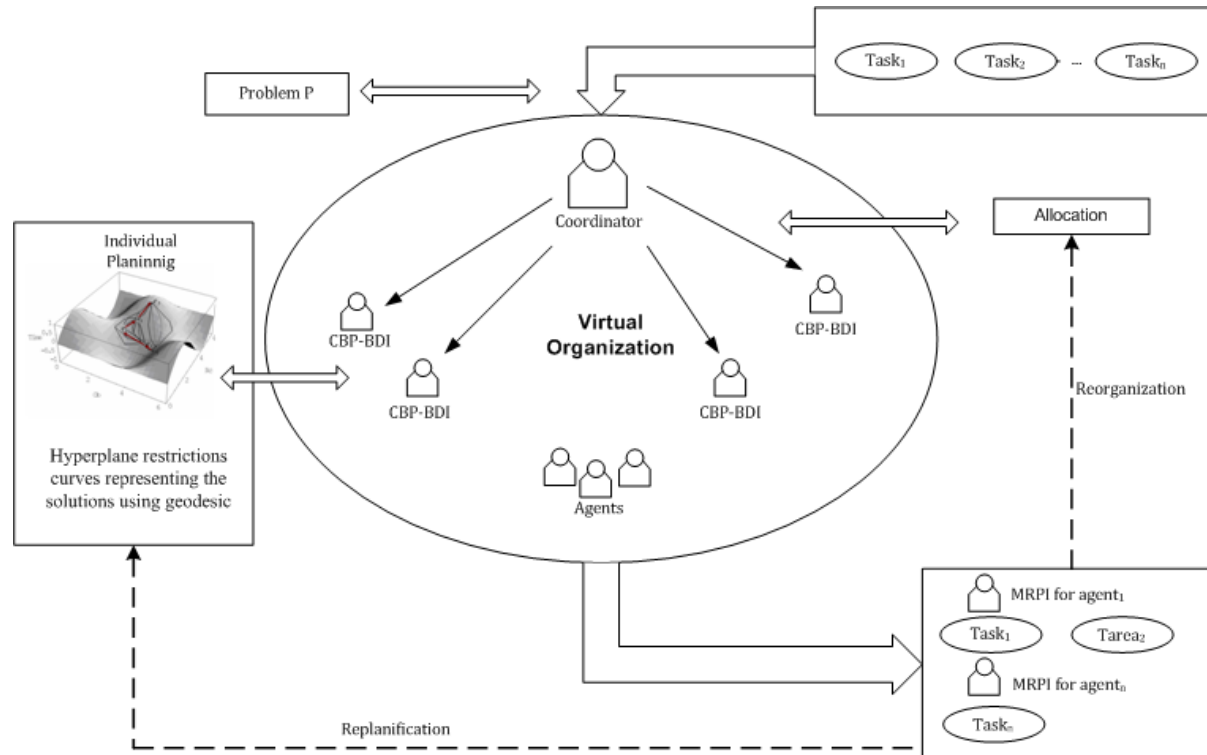 Task₁
Task₂
...
Taskₙ
Problem P
Coordinator
Allocation
Individual
Planinnig
CBP-BDI
CBP-BDI
Virtual
Organization
CBP-BDI
CBP-BDI
Reorganization
Hyperplane restrictions
curves representing the
solutions using geodesic
Agents
MRPI for agent₁
Task₁
Tarea₂
MRPI for agentₙ
Taskₙ
Replanification